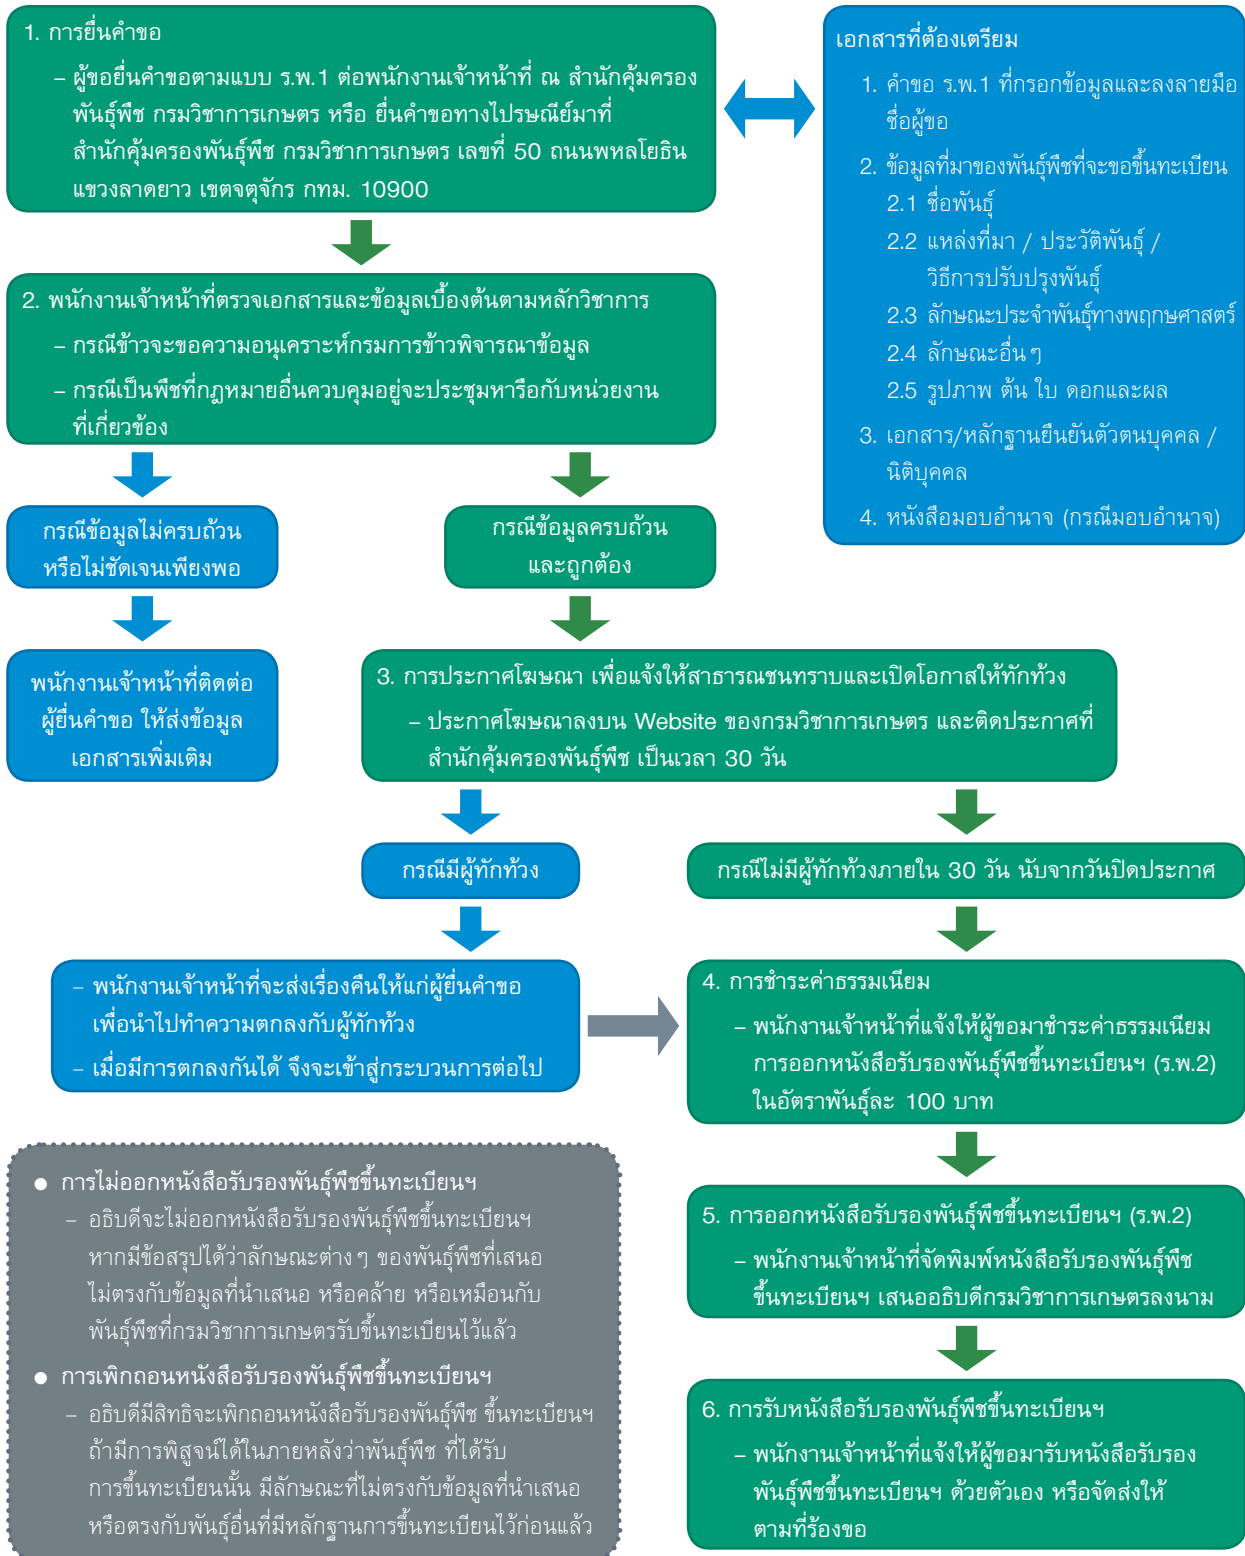 1. การยื่นคำขอ
– ผู้ขอยื่นคำขอตามแบบ ร.พ.1 ต่อพนักงานเจ้าหน้าที่ ณ สำนักคุ้มครอง
พันธุ์พืช กรมวิชาการเกษตร หรือ ยื่นคำขอทางไปรษณีย์มาที่
สำนักคุ้มครองพันธุ์พืช กรมวิชาการเกษตร เลขที่ 50 ถนนพหลโยธิน
แขวงลาดยาว เขตจตุจักร กทม. 10900
เอกสารที่ต้องเตรียม
1. คำขอ ร.พ.1 ที่กรอกข้อมูลและลงลายมือ
ชื่อผู้ขอ
2. ข้อมูลที่มาของพันธุ์พืชที่จะขอขึ้นทะเบียน
2.1 ชื่อพันธุ์
2.2 แหล่งที่มา / ประวัติพันธุ์ /
วิธีการปรับปรุงพันธุ์
2.3 ลักษณะประจำพันธุ์ทางพฤกษศาสตร์
2.4 ลักษณะอื่นๆ
2.5 รูปภาพ ต้น ใบ ดอกและผล
3. เอกสาร/หลักฐานยืนยันตัวตนบุคคล /
นิติบุคคล
4. หนังสือมอบอำนาจ (กรณีมอบอำนาจ)
2. พนักงานเจ้าหน้าที่ตรวจเอกสารและข้อมูลเบื้องต้นตามหลักวิชาการ
– กรณีข้าวจะขอความอนุเคราะห์กรมการข้าวพิจารณาข้อมูล
– กรณีเป็นพืชที่กฎหมายอื่นควบคุมอยู่จะประชุมหารือกับหน่วยงาน
ที่เกี่ยวข้อง
กรณีข้อมูลไม่ครบถ้วน
หรือไม่ชัดเจนเพียงพอ
กรณีข้อมูลครบถ้วน
และถูกต้อง
พนักงานเจ้าหน้าที่ติดต่อ
ผู้ยื่นคำขอ ให้ส่งข้อมูล
เอกสารเพิ่มเติม
3. การประกาศโฆษณา เพื่อแจ้งให้สาธารณชนทราบและเปิดโอกาสให้ทักท้วง
– ประกาศโฆษณาลงบน Website ของกรมวิชาการเกษตร และติดประกาศที่
สำนักคุ้มครองพันธุ์พืช เป็นเวลา 30 วัน
กรณีมีผู้ทักท้วง
กรณีไม่มีผู้ทักท้วงภายใน 30 วัน นับจากวันปิดประกาศ
– พนักงานเจ้าหน้าที่จะส่งเรื่องคืนให้แก่ผู้ยื่นคำขอ
เพื่อนำไปทำความตกลงกับผู้ทักท้วง
– เมื่อมีการตกลงกันได้ จึงจะเข้าสู่กระบวนการต่อไป
4. การชำระค่าธรรมเนียม
– พนักงานเจ้าหน้าที่แจ้งให้ผู้ขอมาชำระค่าธรรมเนียม
การออกหนังสือรับรองพันธุ์พืชขึ้นทะเบียนฯ (ร.พ.2)
ในอัตราพันธุ์ละ 100 บาท
5. การออกหนังสือรับรองพันธุ์พืชขึ้นทะเบียนฯ (ร.พ.2)
– พนักงานเจ้าหน้าที่จัดพิมพ์หนังสือรับรองพันธุ์พืช
ขึ้นทะเบียนฯ เสนออธิบดีกรมวิชาการเกษตรลงนาม
6. การรับหนังสือรับรองพันธุ์พืชขึ้นทะเบียนฯ
– พนักงานเจ้าหน้าที่แจ้งให้ผู้ขอมารับหนังสือรับรอง
พันธุ์พืชขึ้นทะเบียนฯ ด้วยตัวเอง หรือจัดส่งให้
ตามที่ร้องขอ
● การไม่ออกหนังสือรับรองพันธุ์พืชขึ้นทะเบียนฯ
– อธิบดีจะไม่ออกหนังสือรับรองพันธุ์พืชขึ้นทะเบียนฯ
หากมีข้อสรุปได้ว่าลักษณะต่างๆ ของพันธุ์พืชที่เสนอ
ไม่ตรงกับข้อมูลที่นำเสนอ หรือคล้าย หรือเหมือนกับ
พันธุ์พืชที่กรมวิชาการเกษตรรับขึ้นทะเบียนไว้แล้ว
● การเพิกถอนหนังสือรับรองพันธุ์พืชขึ้นทะเบียนฯ
– อธิบดีมีสิทธิจะเพิกถอนหนังสือรับรองพันธุ์พืช ขึ้นทะเบียนฯ
ถ้ามีการพิสูจน์ได้ในภายหลังว่าพันธุ์พืช ที่ได้รับ
การขึ้นทะเบียนนั้น มีลักษณะที่ไม่ตรงกับข้อมูลที่นำเสนอ
หรือตรงกับพันธุ์อื่นที่มีหลักฐานการขึ้นทะเบียนไว้ก่อนแล้ว